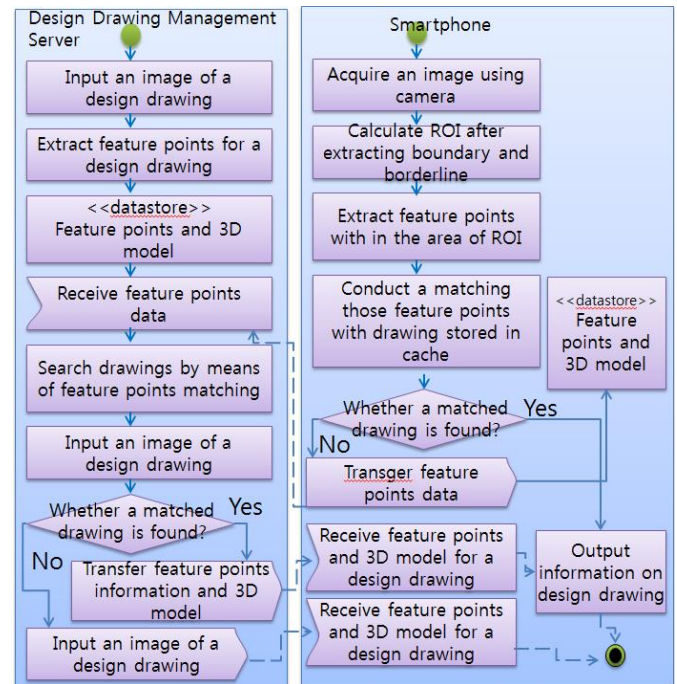 Design Drawing Management
Server
Input an image of a
design drawing
Extract feature points for a
design drawing
<<datastore>>
Feature points and 3D
model
Receive feature points
data
Search drawings by means
of feature points matching
Input an image of a
design drawing
Whether a matched
drawing is found?
Yes
No
Transfer feature points
information and 3D
model
Input an image of a
design drawing
Smartphone
Acquire an image using
camera
Calculate ROI after
extracting boundary and
borderline
Extract feature points
with in the area of ROI
Conduct a matching
those feature points
with drawing stored in
cache
<<datastore>>
Feature
points and
3D model
Whether a matched
drawing is found?
Yes
No
Transger feature
points data
Receive feature points
and 3D model for a
design drawing
Output
information on
design drawing
Receive feature points
and 3D model for a
design drawing